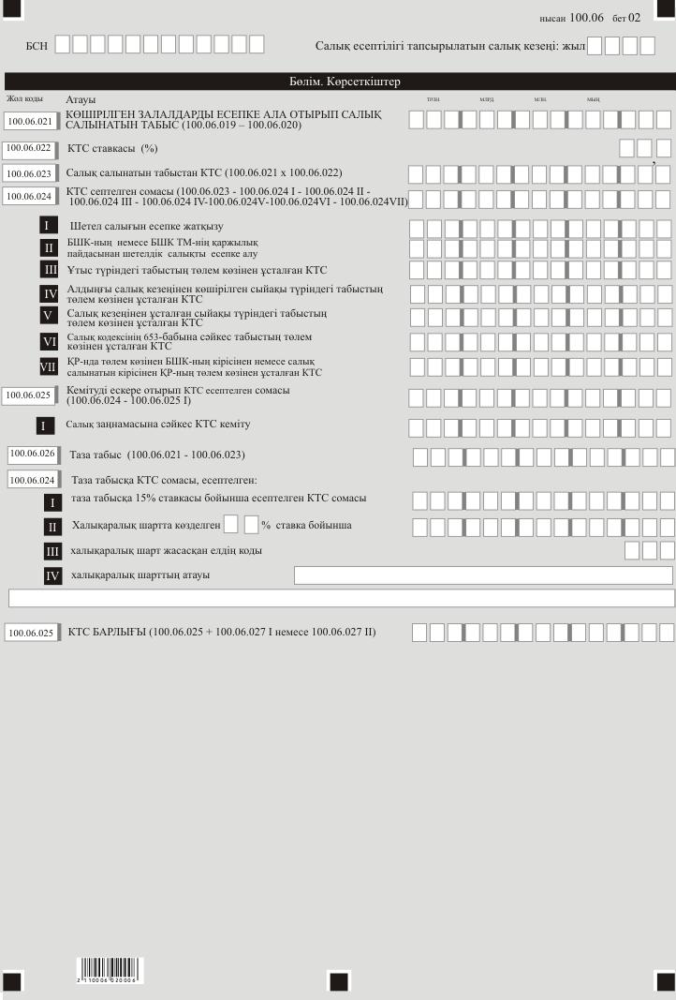 нысан 100.06 бет 02
БСН Салық есептілігі тапсырылатын салық кезеңі: жыл
Бөлім. Көрсеткіштер
Жол коды Атауы трлн. млрд. млн. мың.
100.06.021 КӨШІРІЛГЕН ЗАЛАЛДАРДЫ ЕСЕПКЕ АЛА ОТЫРЫП САЛЫҚ
САЛЫНАТЫН ТАБЫС (100.06.019 – 100.06.020)
100.06.022 КТС ставкасы (%) ,
100.06.023 Салық салынатын табыстан КТС (100.06.021 x 100.06.022)
100.06.024 КТС септелген сомасы (100.06.023 - 100.06.024 I - 100.06.024 II -
100.06.024 III - 100.06.024 IV-100.06.024V-100.06.024VI - 100.06.024VII)
I Шетел салығын есепке жатқызу
II БШК-ның немесе БШК ТМ-нің қаржылық
пайдасынан шетелдік салықты есепке алу
III Ұтыс түріндегі табыстың төлем көзінен ұсталған КТС
IV Алдыңғы салық кезеңінен көшірілген сыйақы түріндегі табыстың
төлем көзінен ұсталған КТС
V Салық кезеңінен ұсталған сыйақы түріндегі табыстың
төлем көзінен ұсталған КТС
VI Салық кодексінің 653-бабына сәйкес табыстың төлем
көзінен ұсталған КТС
VII ҚР-нда төлем көзінен БШК-ның кірісінен немесе салық
салынатын кірісінен ҚР-ның төлем көзінен ұсталған КТС
100.06.025 Кемітуді ескере отырып КТС есептелген сомасы
(100.06.024 - 100.06.025 I)
I Салық заңнамасына сәйкес КТС кеміту
100.06.026 Таза табыс (100.06.021 - 100.06.023)
100.06.024 Таза табысқа КТС сомасы, есептелген:
I таза табысқа 15% ставкасы бойынша есептелген КТС сомасы
II Халықаралық шартта көзделген % ставка бойынша
III халықаралық шарт жасасқан елдің коды
IV халықаралық шарттың атауы
100.06.025 КТС БАРЛЫҒЫ (100.06.025 + 100.06.027 I немесе 100.06.027 II)
2 110006 020006